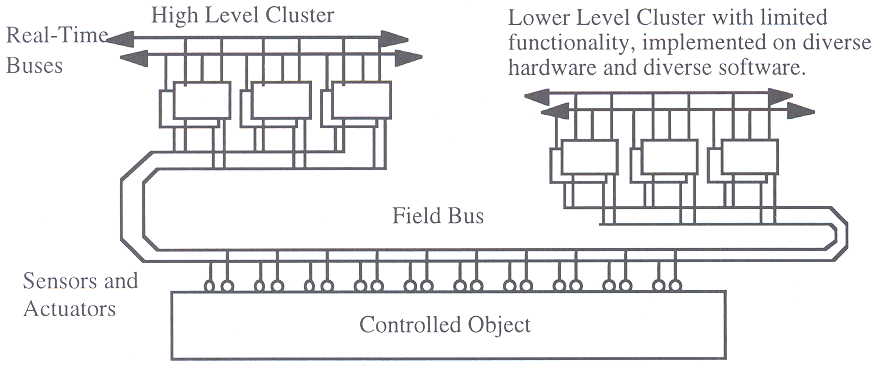 High Level Cluster
Real-Time
Buses
Lower Level Cluster with limited
functionality, implemented on diverse
hardware and diverse software.
Field Bus
Sensors and
Actuators
Controlled Object